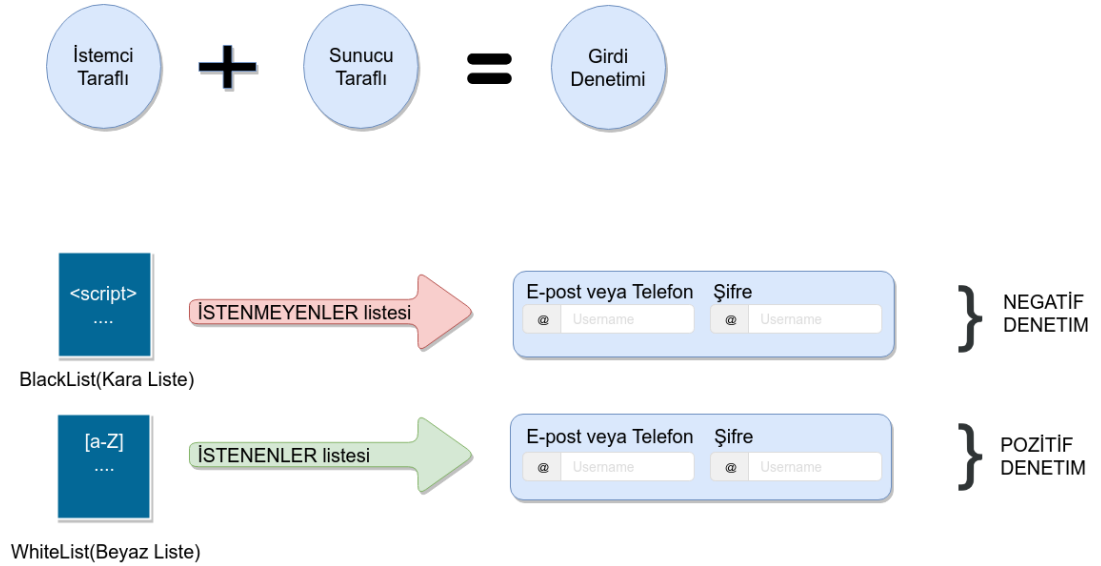 İstemci
Taraflı
Sunucu
Taraflı
Girdi
Denetimi
<script>
....
BlackList(Kara Liste)
İSTENMEYENLER listesi
E-post veya Telefon Şifre
@ Username @ Username
NEGATİF
DENETIM
[a-Z]
....
WhiteList(Beyaz Liste)
İSTENENLER listesi
E-post veya Telefon Şifre
@ Username @ Username
POZİTİF
DENETIM